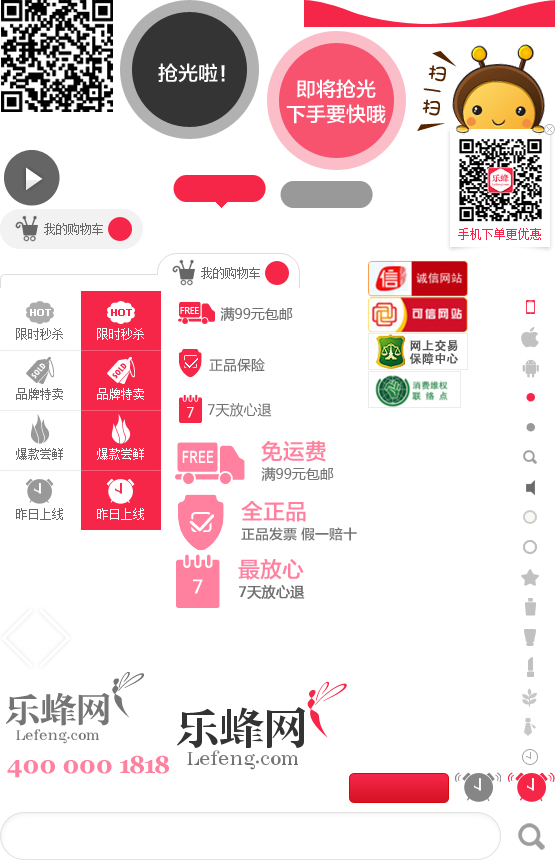 抢光啦!
即将抢光
下手要快哦
扫一扫
乐蜂
Lefeng.com
手机下单更优惠
我的购物车
我的购物车
HOT
限时秒杀
HOT
限时秒杀
SOLD
品牌特卖
SOLD
品牌特卖
爆款尝鲜
爆款尝鲜
昨日上线
昨日上线
FREE
满99元包邮
正品保险
7
7天放心退
FREE
免运费
满99元包邮
全正品
正品发票 假一赔十
7
最放心
7天放心退
信
诚信网站
可信网站
网上交易
保障中心
消费维权
联络点
乐蜂网
Lefeng.com
400 000 1818
乐蜂网
Lefeng.com